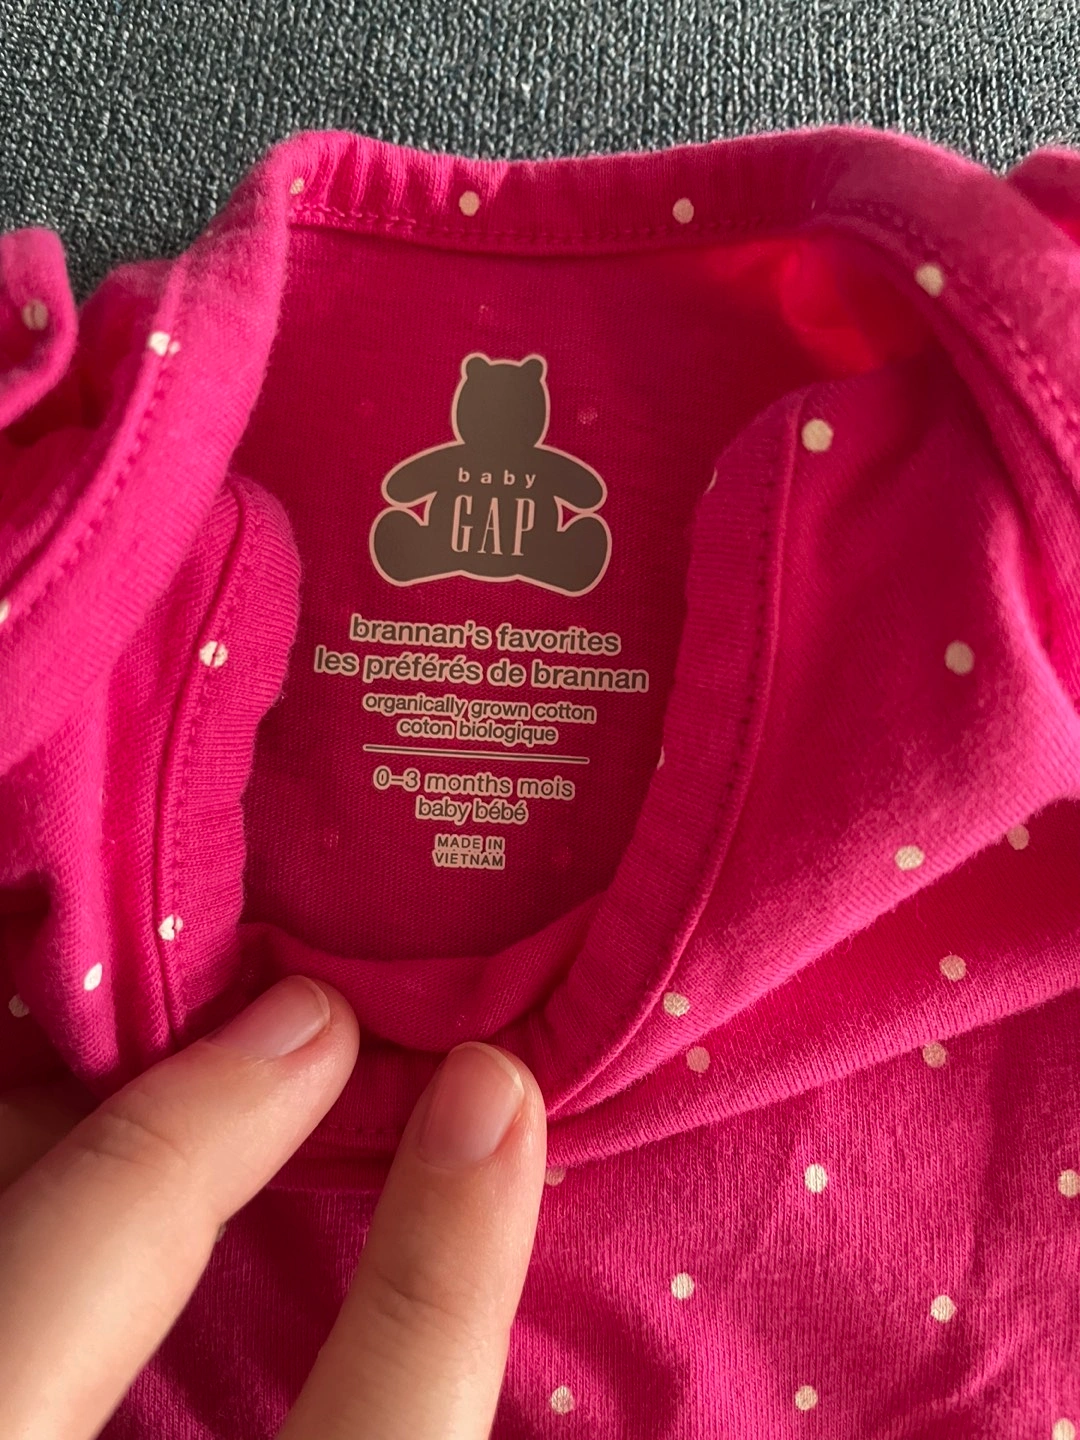 baby
GAP
brannan's favorites
les préférés de brannan
organically grown cotton
coton biologique
0–3 months mois
baby bébé
MADE IN
VIETNAM